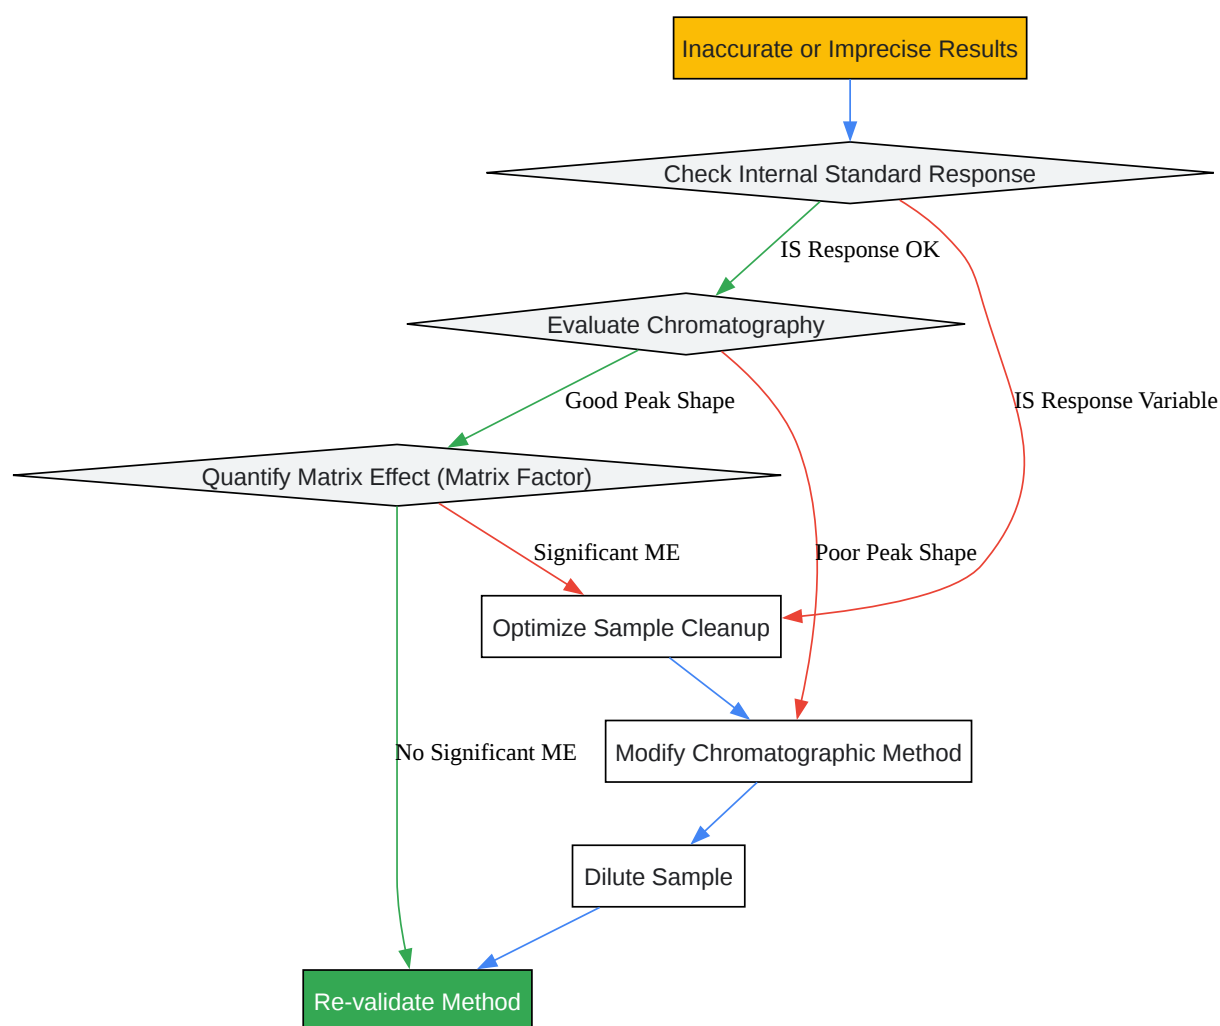 Inaccurate or Imprecise Results
Check Internal Standard Response
IS Response OK
Evaluate Chromatography
Good Peak Shape
IS Response Variable
Quantify Matrix Effect (Matrix Factor)
Significant ME
Poor Peak Shape
Optimize Sample Cleanup
No Significant ME
Modify Chromatographic Method
Dilute Sample
Re-validate Method